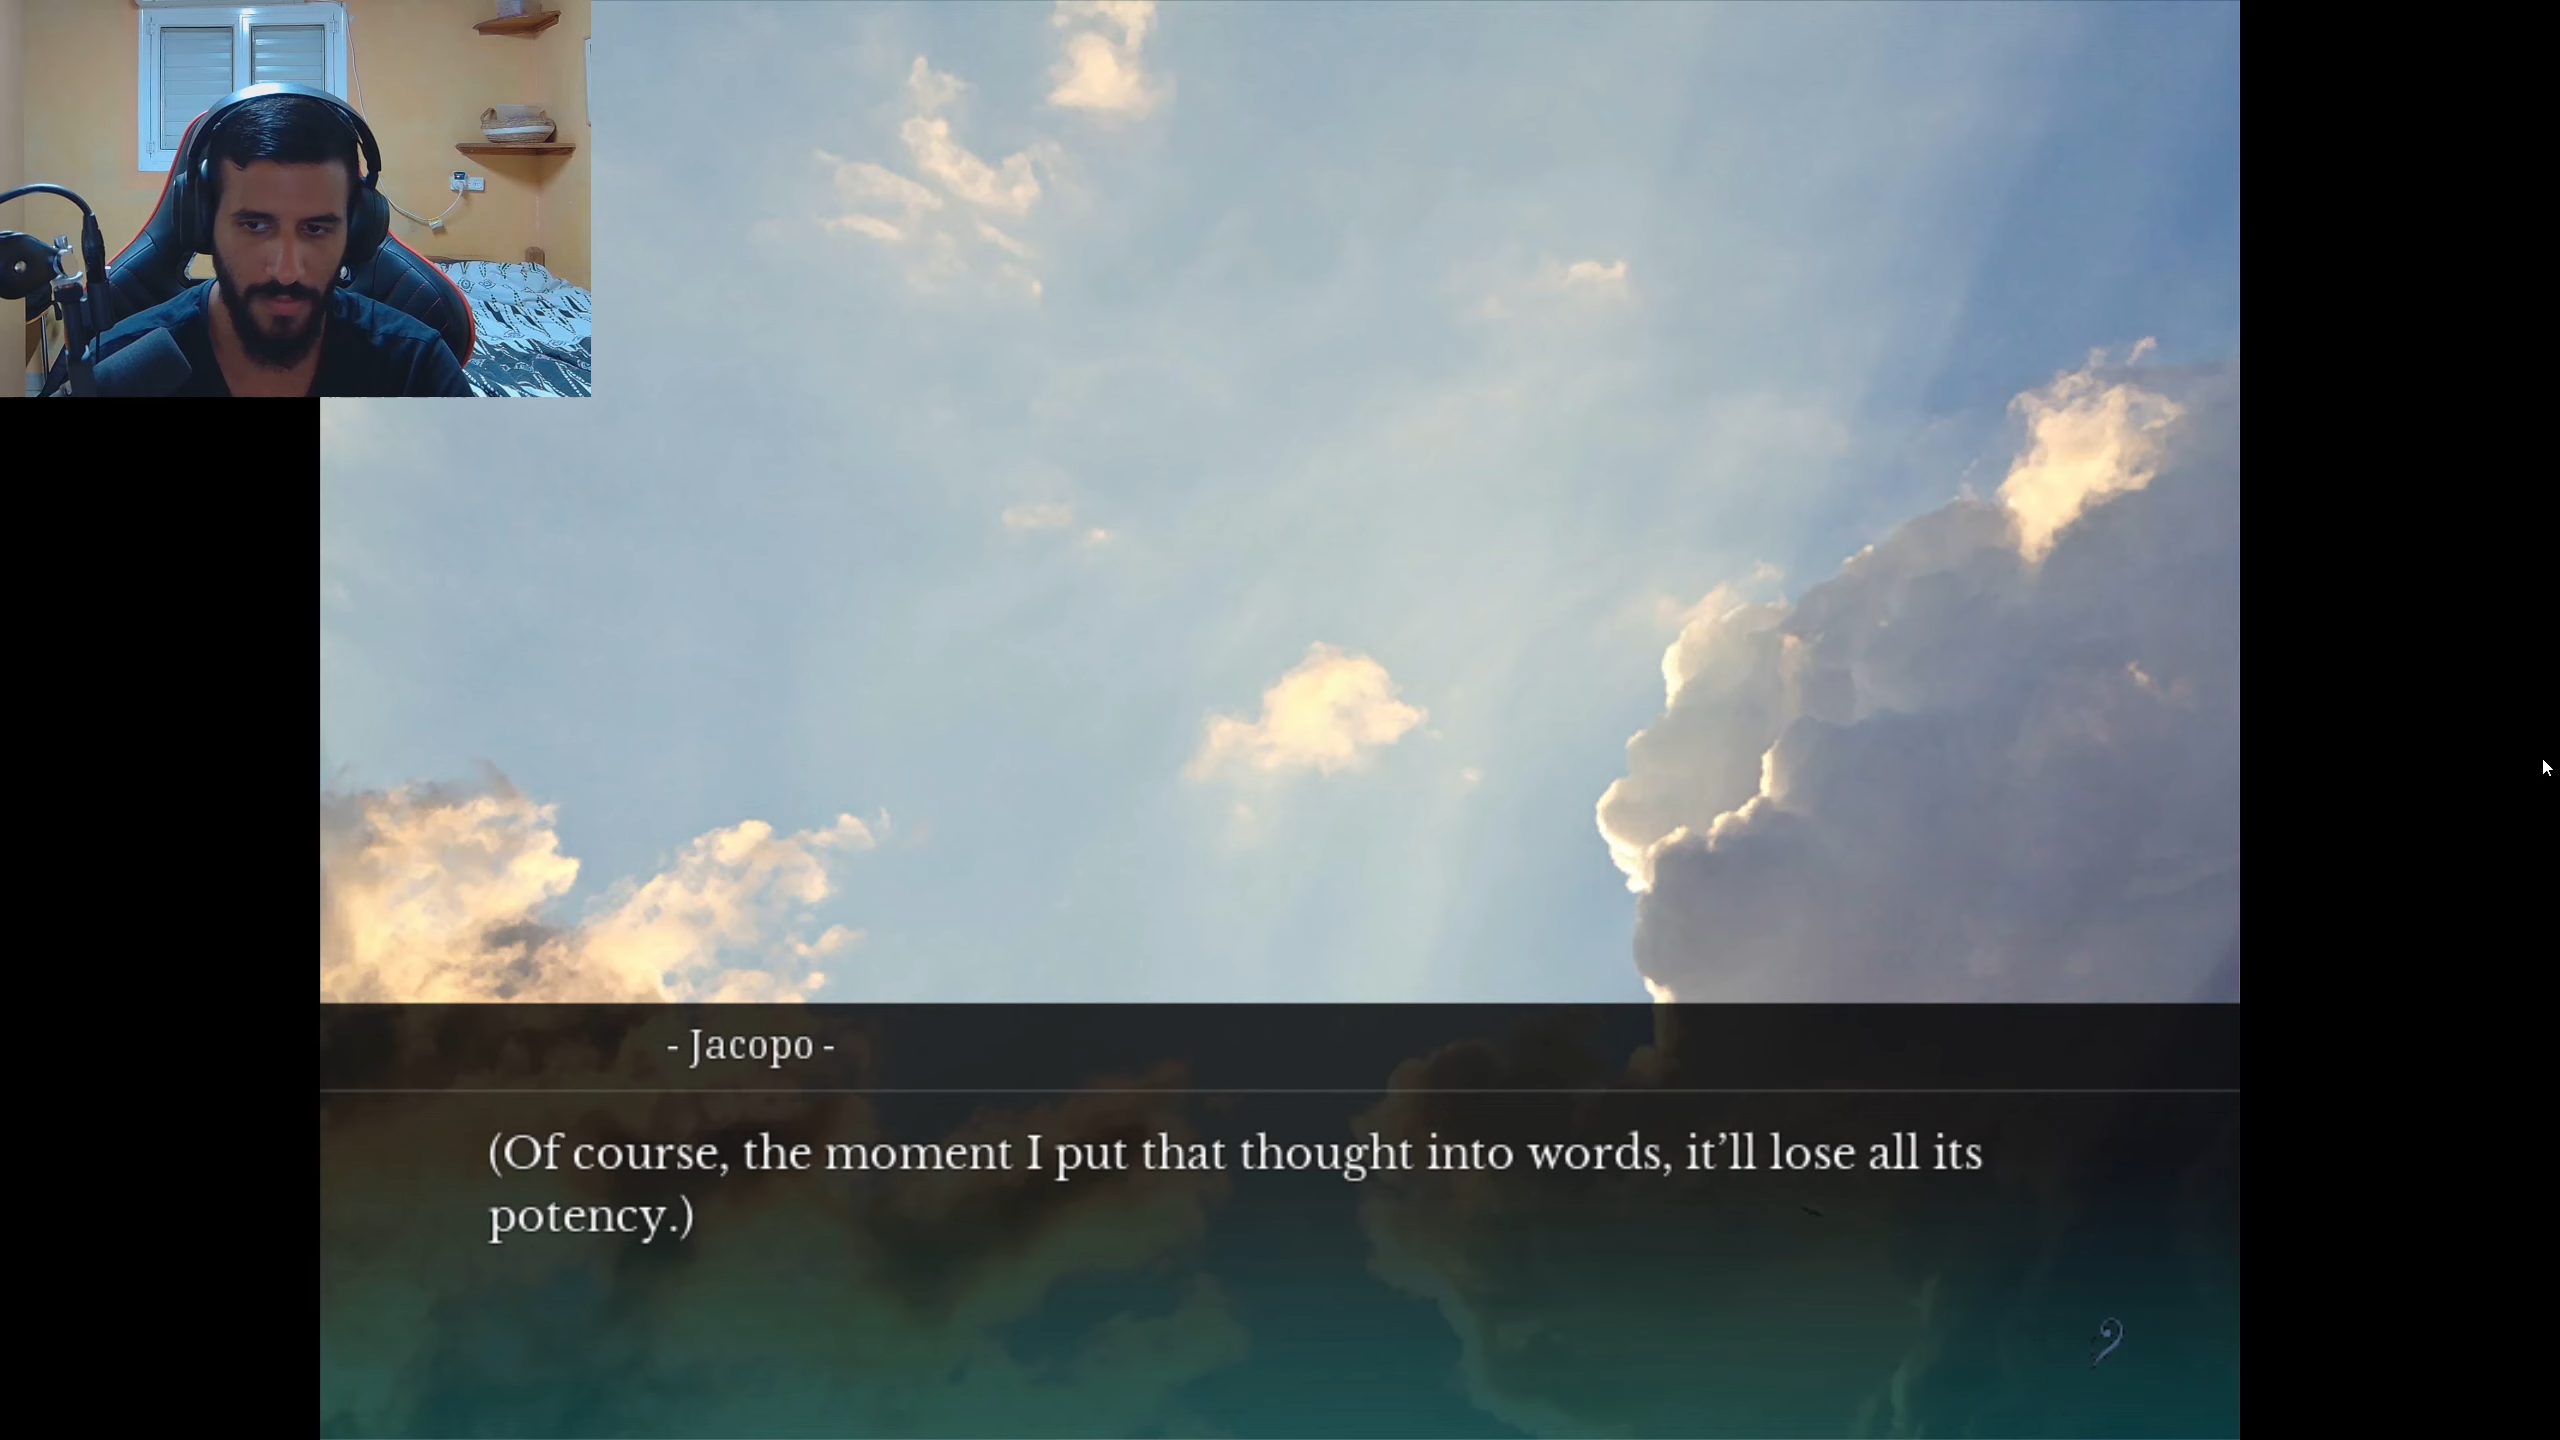 - Jacopo -
(Of course, the moment I put that thought into words, it’ll lose all its
potency.)